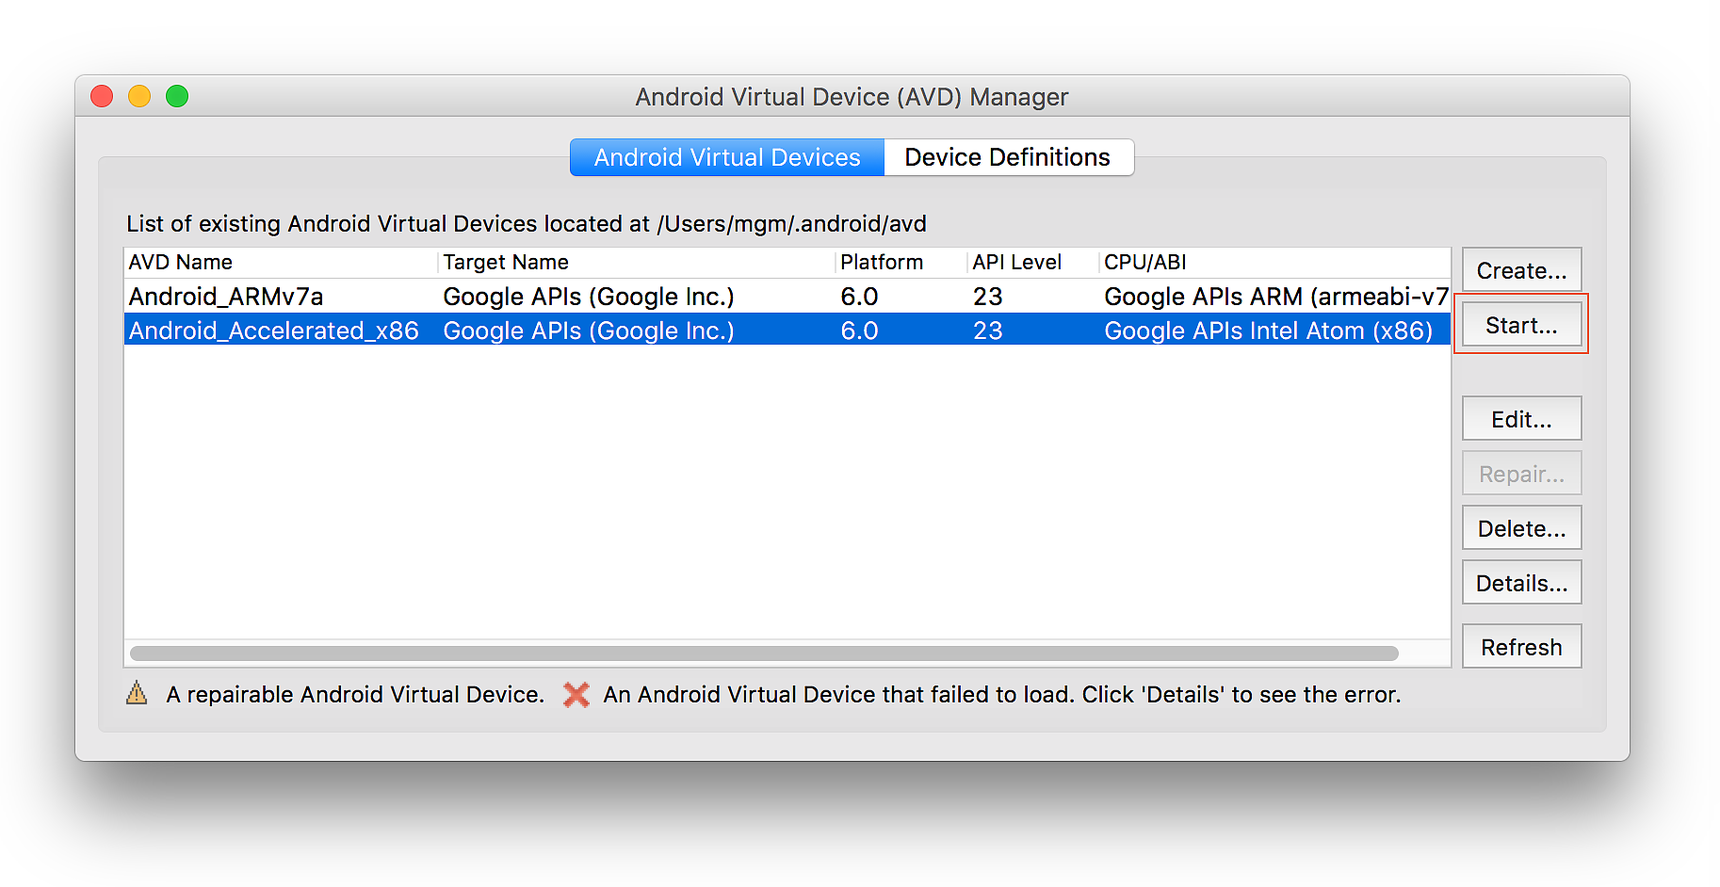 Android Virtual Device (AVD) Manager
Android Virtual Devices Device Definitions
List of existing Android Virtual Devices located at /Users/mgm/.android/avd
AVD Name Target Name Platform API Level CPU/ABI
Android_ARMv7a Google APIs (Google Inc.) 6.0 23 Google APIs ARM (armeabi-v7
Android_Accelerated_x86 Google APIs (Google Inc.) 6.0 23 Google APIs Intel Atom (x86)
Create...
Start...
Edit...
Repair...
Delete...
Details...
Refresh
A repairable Android Virtual Device. An Android Virtual Device that failed to load. Click 'Details' to see the error.